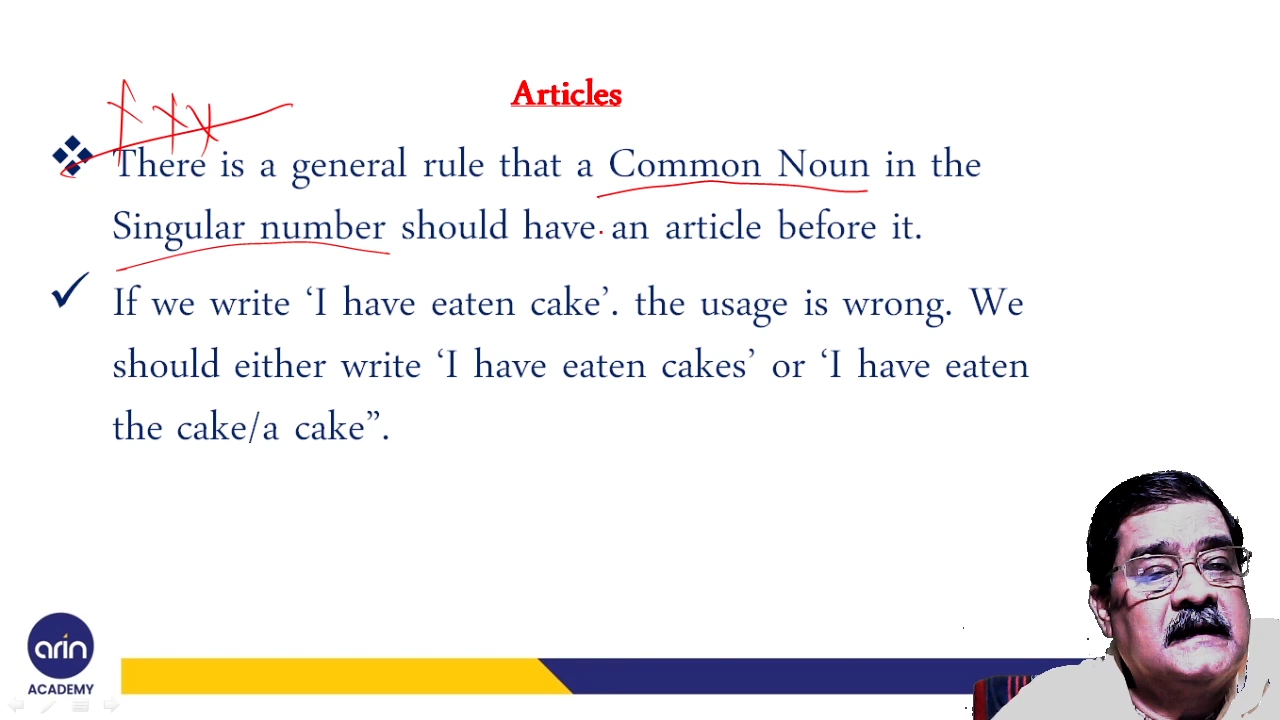 Articles
There is a general rule that a Common Noun in the
Singular number should have an article before it.
If we write ‘I have eaten cake’. the usage is wrong. We
should either write ‘I have eaten cakes’ or ‘I have eaten
the cake/a cake”.
arin
ACADEMY